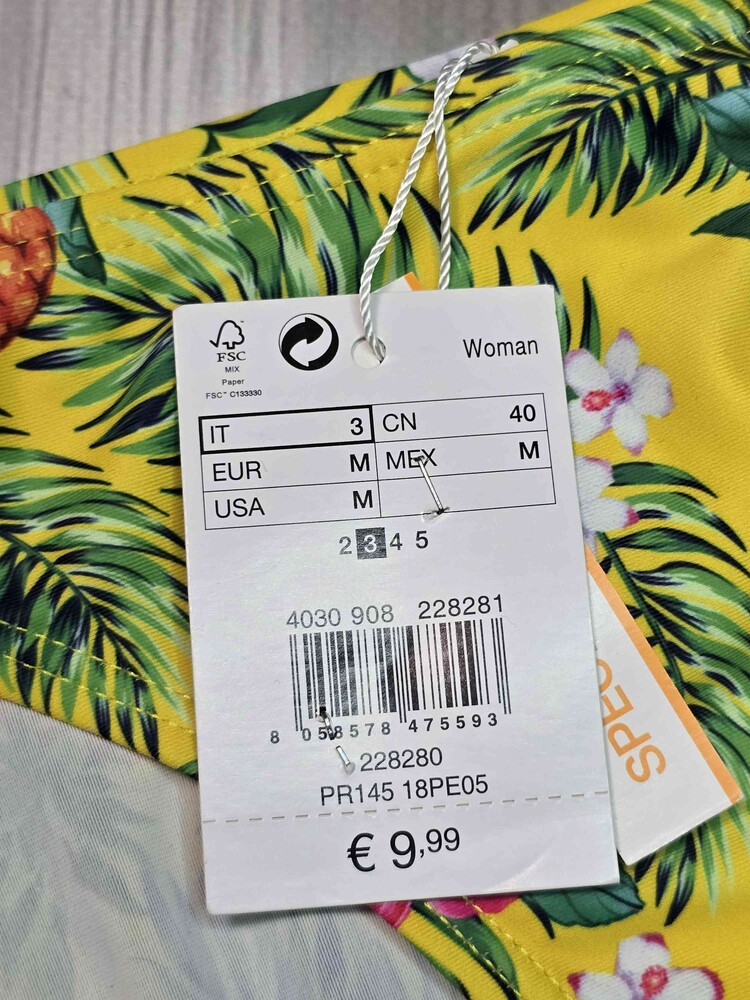 FSC
MIX
Paper
FSC™ C133330
Woman
IT 3 CN 40
EUR M MEX M
USA M
2 3 4 5
4030 908 228281
8 058578 475593
228280
PR145 18PE05
€ 9,99
SPEC